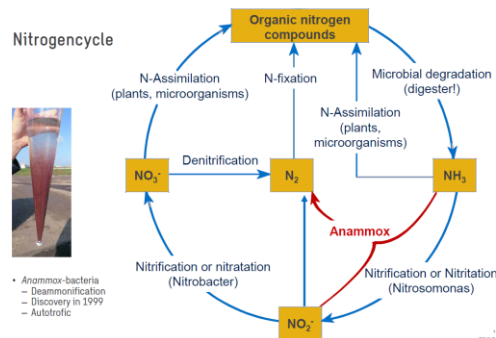 Nitrogencycle
Organic nitrogen
compounds
N-Assimilation
(plants, microorganisms)
N-fixation
Microbial degradation
(digester!)
N-Assimilation
(plants,
microorganisms)
Denitrification
NO₃⁻
N₂
NH₃
Anammox
Nitrification or nitratation
(Nitrobacter)
Nitrification or Nitritation
(Nitrosomonas)
NO₂⁻
• Anammox-bacteria
– Deammonification
– Discovery in 1999
– Autotrofic